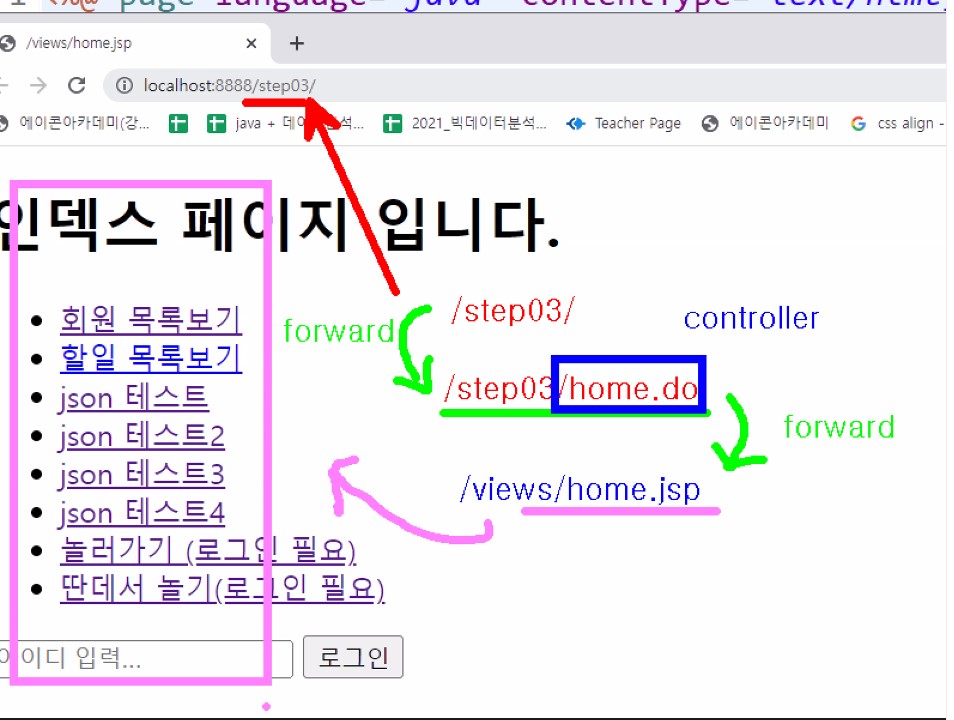 1 <%@ page language="java" contentType="text/html;
/views/home.jsp
localhost:8888/step03/
에이콘아카데미(강...
java + 데이
석...
2021_빅데이터분석...
Teacher Page
에이콘아카데미
css align -
인덱스 페이지 입니다.
회원 목록보기
할일 목록보기
json 테스트
json 테스트2
json 테스트3
json 테스트4
놀러가기 (로그인 필요)
딴데서 놀기(로그인 필요)
아이디 입력...
로그인
/step03/
controller
forward
/step03/home.do
forward
/views/home.jsp